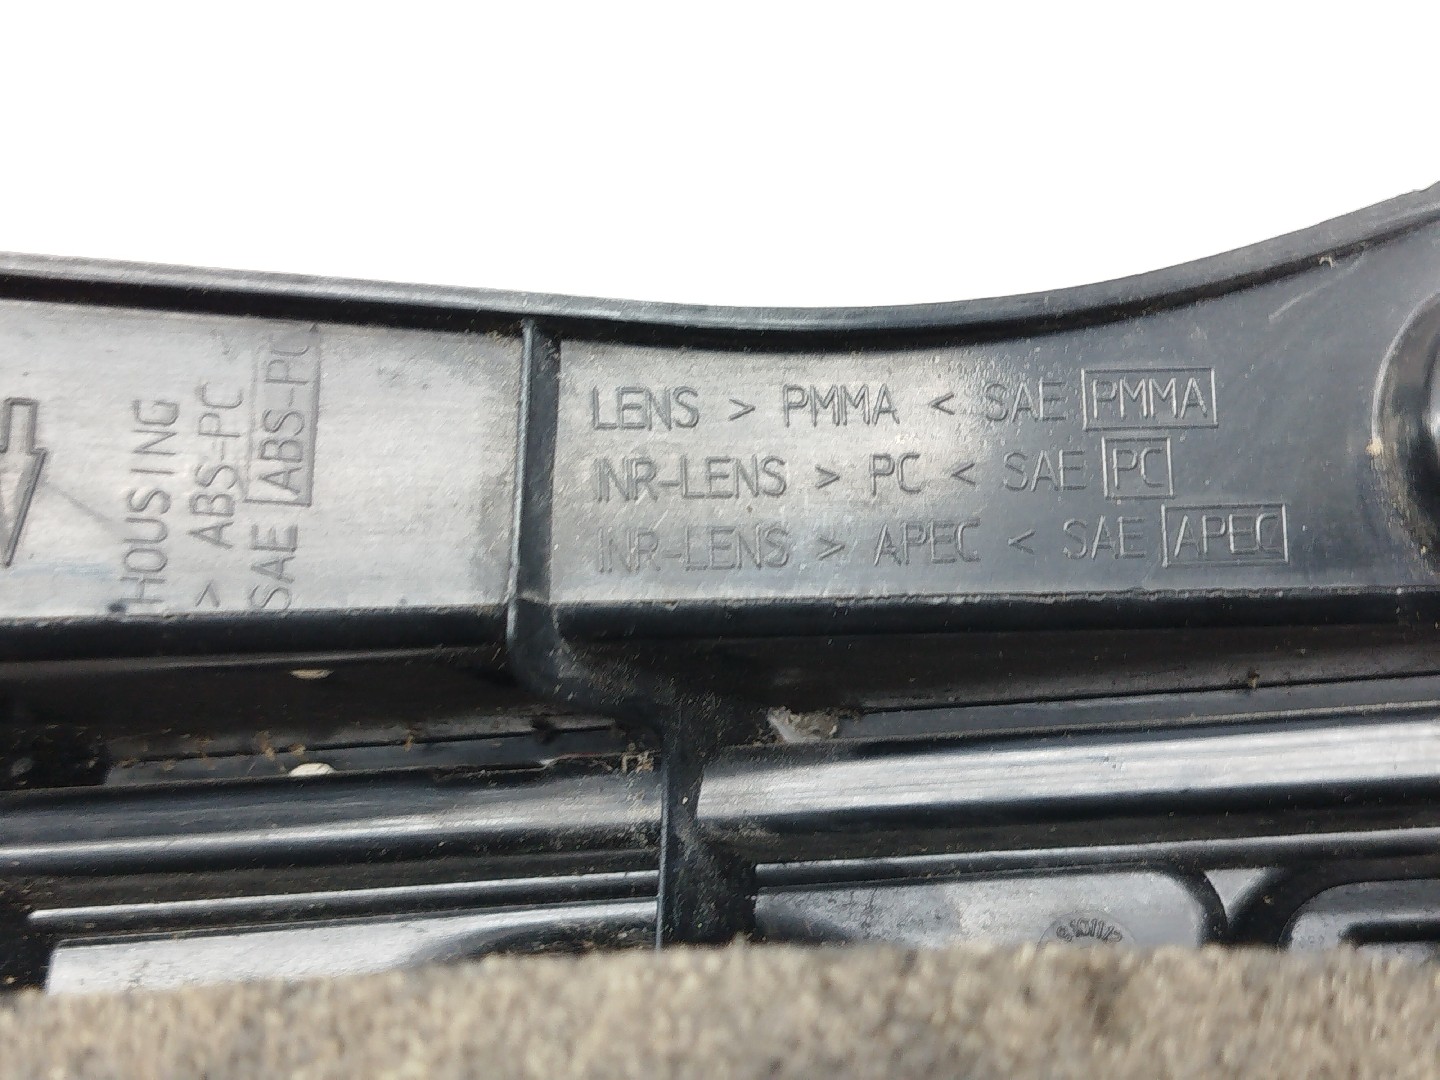 HOUSING
> ABS-PC
SAE ABS-PC
LENS > PMMA < SAE PMMA
INR-LENS > PC < SAE PC
INR-LENS > APEC < SAE APEC